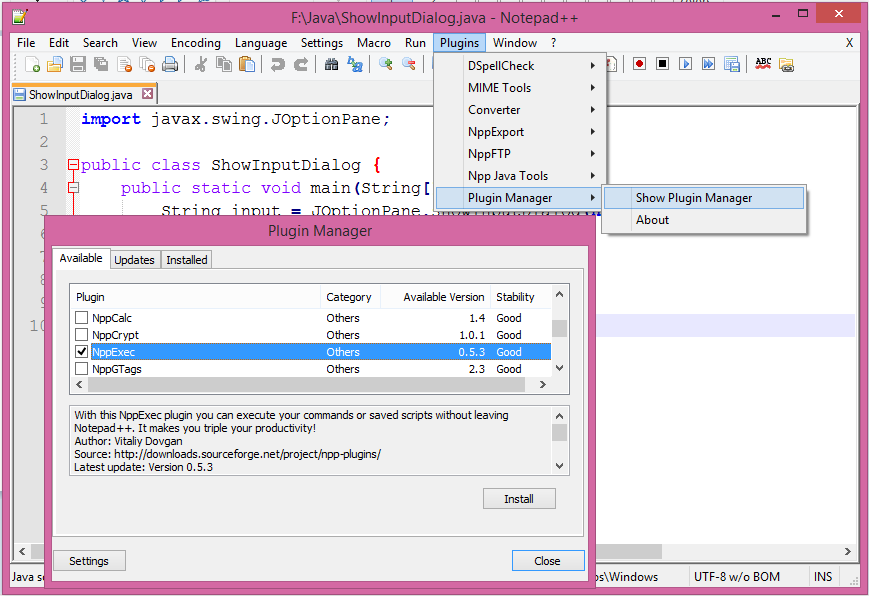 F:\Java\ShowInputDialog.java - Notepad++
File Edit Search View Encoding Language Settings Macro Run Plugins Window ? X
ABC
ShowInputDialog.java
DSpellCheck
MIME Tools
Converter
NppExport
NppFTP
Npp Java Tools
Plugin Manager
Show Plugin Manager
About
1 import javax.swing.JOptionPane;
2
3 public class ShowInputDialog {
4 public static void main(String[
5 String input = JOptionPane.
10
Plugin Manager
Available Updates Installed
Plugin Category Available Version Stability
NppCalc Others 1.4 Good
NppCrypt Others 1.0.1 Good
NppExec Others 0.5.3 Good
NppGTags Others 2.3 Good
With this NppExec plugin you can execute your commands or saved scripts without leaving
Notepad++. It makes you triple your productivity!
Author: Vitaliy Dovgan
Source: http://downloads.sourceforge.net/project/npp-plugins/
Latest update: Version 0.5.3
Install
Settings Close
Java \Windows UTF-8 w/o BOM INS